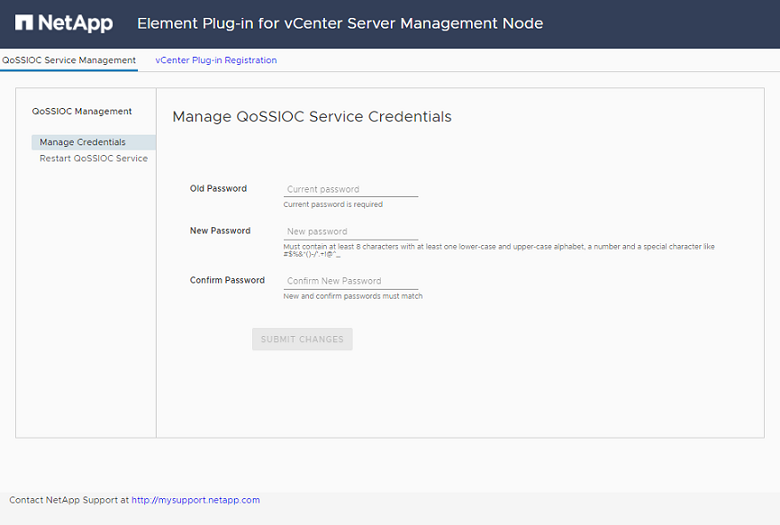 NetApp Element Plug-in for vCenter Server Management Node
QoSSIOC Service Management vCenter Plug-in Registration
QoSSIOC Management
Manage Credentials
Restart QoSSIOC Service
Manage QoSSIOC Service Credentials
Old Password Current password
Current password is required
New Password New password
Must contain at least 8 characters with at least one lower-case and upper-case alphabet, a number and a special character like
#$%&'()-/*.+!@^_
Confirm Password Confirm New Password
New and confirm passwords must match
SUBMIT CHANGES
Contact NetApp Support at http://mysupport.netapp.com